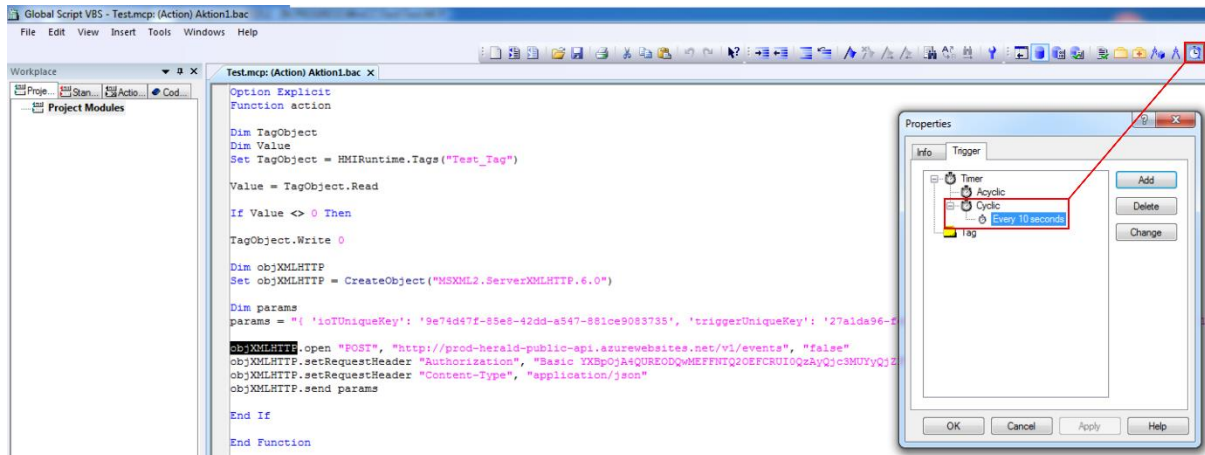 Global Script VBS - Test.mcp: (Action) Aktion1.bac
File Edit View Insert Tools Windows Help
Workplace
Test.mcp: (Action) Aktion1.bac X
Proje... Stan... Actio... Cod...
Project Modules
Option Explicit
Function action
Dim TagObject
Dim Value
Set TagObject = HMIRuntime.Tags("Test_Tag")
Value = TagObject.Read
If Value <> 0 Then
TagObject.Write 0
Dim objXMLHTTP
Set objXMLHTTP = CreateObject("MSXML2.ServerXMLHTTP.6.0")
Dim params
params = "{ 'ioTUniqueKey': '9e74d47f-85e8-42dd-a547-881ce9083735', 'triggerUniqueKey': '27a1da96-f
objXMLHTTP.open "POST", "http://prod-herald-public-api.azurewebsites.net/v1/events", "false"
objXMLHTTP.setRequestHeader "Authorization", "Basic
objXMLHTTP.setRequestHeader "Content-Type", "application/json"
objXMLHTTP.send params
End If
End Function
Properties
Info Trigger
Timer
Acyclic
Cyclic
Every 10 seconds
Tag
Add
Delete
Change
OK Cancel Apply Help